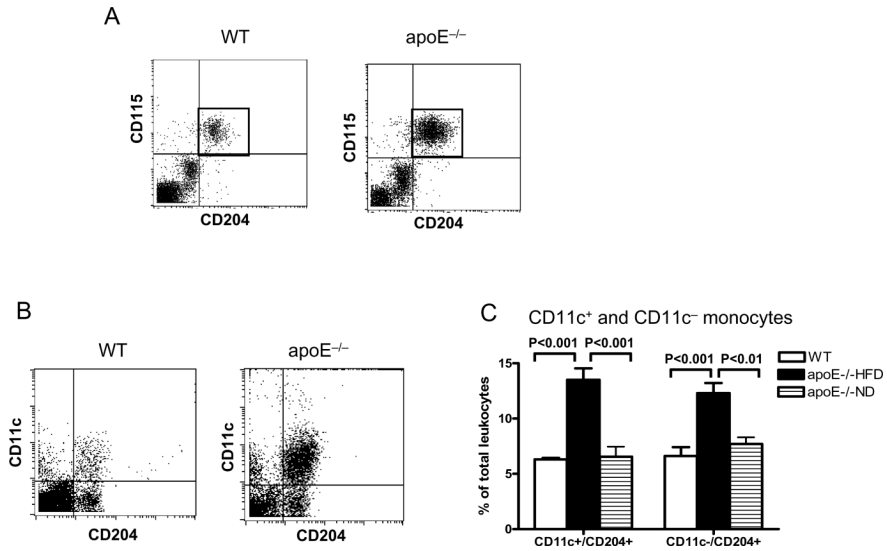 A
WT
apoE–/–
CD115
CD204
CD115
CD204
B
WT
apoE–/–
CD11c
CD204
CD11c
CD204
C
CD11c+ and CD11c– monocytes
P<0.001 P<0.001
P<0.001 P<0.01
WT
apoE-/-HFD
apoE-/-ND
% of total leukocytes
15
10
5
0
CD11c+/CD204+
CD11c-/CD204+